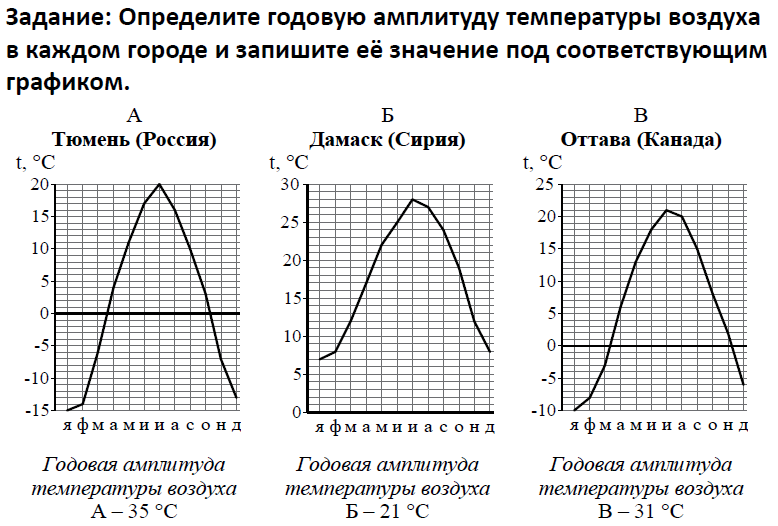 Задание: Определите годовую амплитуду температуры воздуха
в каждом городе и запишите её значение под соответствующим
графиком.
А
Тюмень (Россия)
t, °C
20
15
10
5
0
-5
-10
-15
я ф м а м и и а с о н д
Годовая амплитуда
температуры воздуха
А – 35 °C
Б
Дамаск (Сирия)
t, °C
30
25
20
15
10
5
0
я ф м а м и и а с о н д
Годовая амплитуда
температуры воздуха
Б – 21 °C
В
Оттава (Канада)
t, °C
25
20
15
10
5
0
-5
-10
я ф м а м и и а с о н д
Годовая амплитуда
температуры воздуха
В – 31 °C